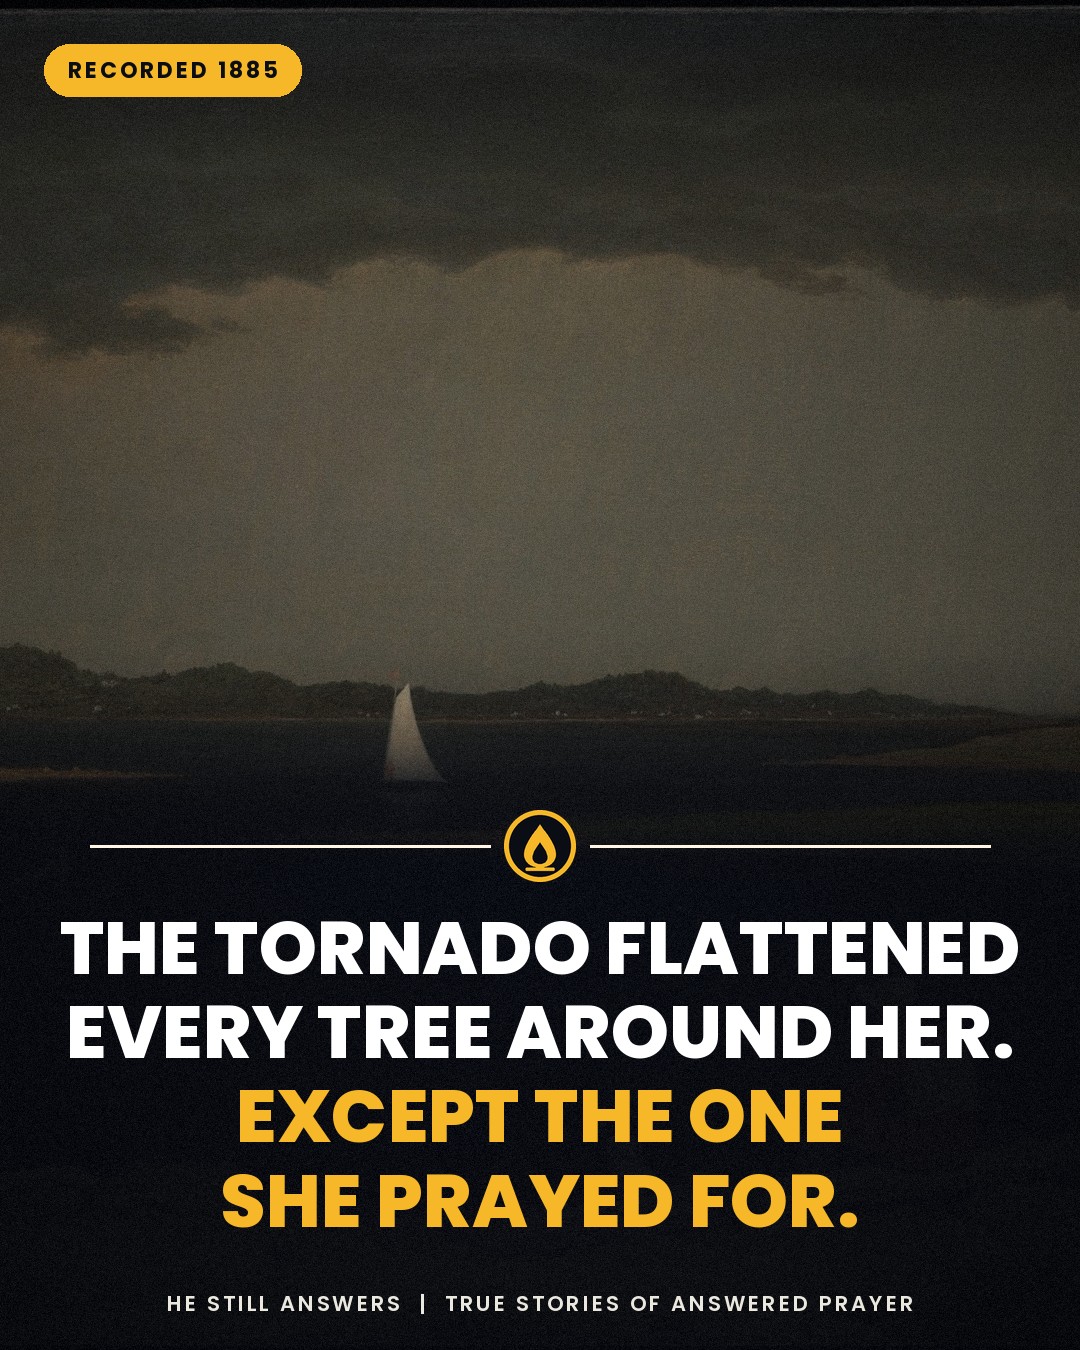 RECORDED 1885
THE TORNADO FLATTENED
EVERY TREE AROUND HER.
EXCEPT THE ONE
SHE PRAYED FOR.
HE STILL ANSWERS | TRUE STORIES OF ANSWERED PRAYER